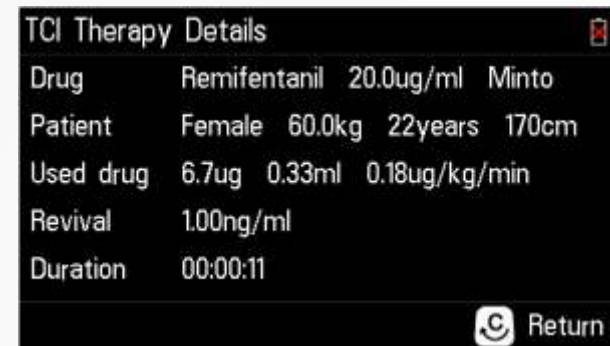 TCI Therapy Details
Drug Remifentanil 20.0ug/ml Minto
Patient Female 60.0kg 22years 170cm
Used drug 6.7ug 0.33ml 0.18ug/kg/min
Revival 1.00ng/ml
Duration 00:00:11
C Return